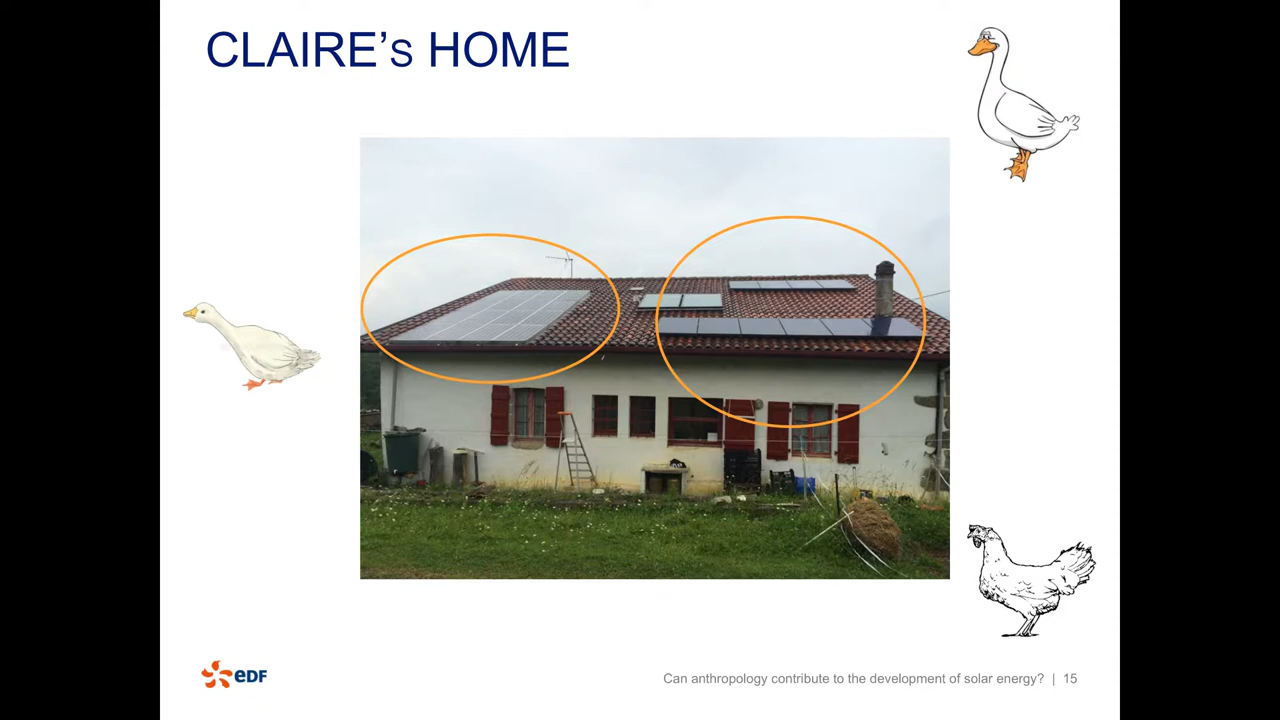 CLAIRE’s HOME
edf
Can anthropology contribute to the development of solar energy? | 15